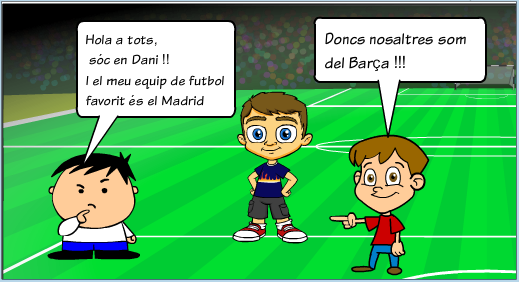 Hola a tots,
sóc en Dani !!
I el meu equip de futbol
favorit és el Madrid
Doncs nosaltres som
del Barça !!!